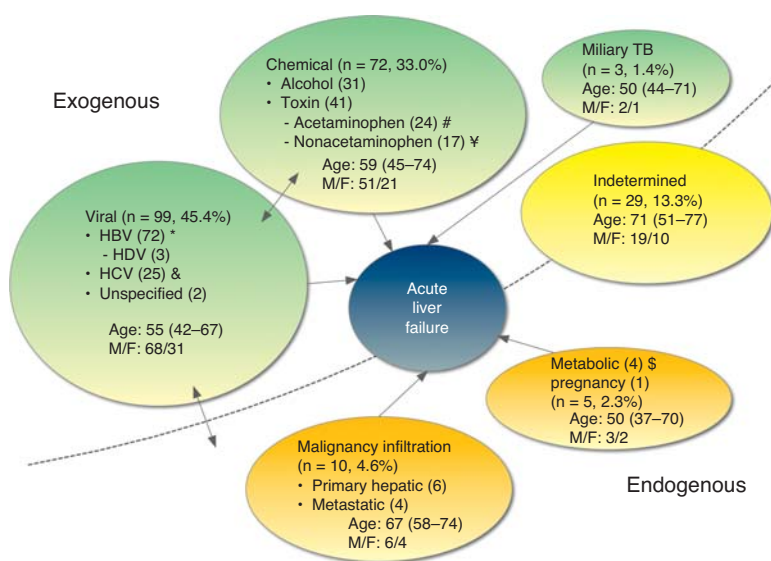 Exogenous
Chemical (n = 72, 33.0%)
• Alcohol (31)
• Toxin (41)
- Acetaminophen (24) #
- Nonacetaminophen (17) ¥
Age: 59 (45–74)
M/F: 51/21
Miliary TB
(n = 3, 1.4%)
Age: 50 (44–71)
M/F: 2/1
Indetermined
(n = 29, 13.3%)
Age: 71 (51–77)
M/F: 19/10
Viral (n = 99, 45.4%)
• HBV (72) *
- HDV (3)
• HCV (25) &
• Unspecified (2)
Age: 55 (42–67)
M/F: 68/31
Acute
liver
failure
Metabolic (4) $
pregnancy (1)
(n = 5, 2.3%)
Age: 50 (37–70)
M/F: 3/2
Malignancy infiltration
(n = 10, 4.6%)
• Primary hepatic (6)
• Metastatic (4)
Age: 67 (58–74)
M/F: 6/4
Endogenous